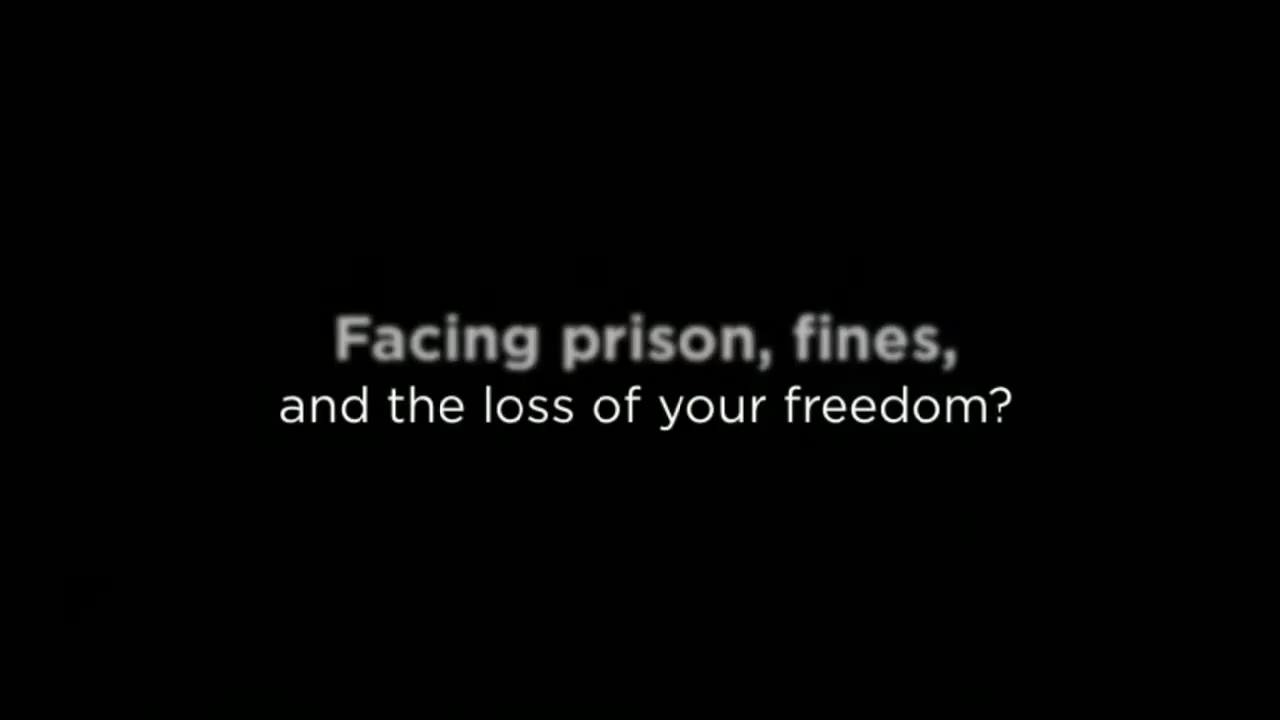 Facing prison, fines,
and the loss of your freedom?